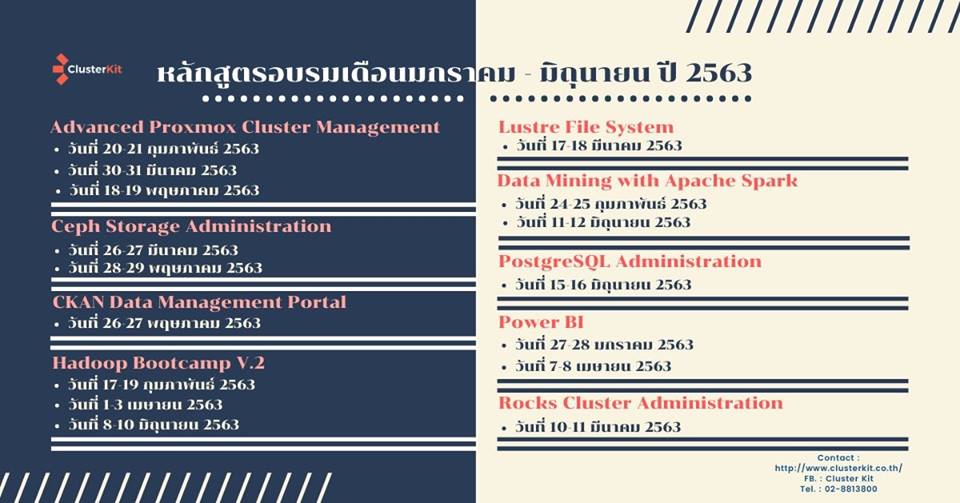 ClusterKit
หลักสูตรอบรมเดือนมกราคม - มิถุนายน ปี 2563
Advanced Proxmox Cluster Management
• วันที่ 20-21 กุมภาพันธ์ 2563
• วันที่ 30-31 มีนาคม 2563
• วันที่ 18-19 พฤษภาคม 2563
Ceph Storage Administration
• วันที่ 26-27 มีนาคม 2563
• วันที่ 28-29 พฤษภาคม 2563
CKAN Data Management Portal
• วันที่ 26-27 พฤษภาคม 2563
Hadoop Bootcamp V.2
• วันที่ 17-19 กุมภาพันธ์ 2563
• วันที่ 1-3 เมษายน 2563
• วันที่ 8-10 มิถุนายน 2563
Lustre File System
• วันที่ 17-18 มีนาคม 2563
Data Mining with Apache Spark
• วันที่ 24-25 กุมภาพันธ์ 2563
• วันที่ 11-12 มิถุนายน 2563
PostgreSQL Administration
• วันที่ 15-16 มิถุนายน 2563
Power BI
• วันที่ 27-28 มกราคม 2563
• วันที่ 7-8 เมษายน 2563
Rocks Cluster Administration
• วันที่ 10-11 มีนาคม 2563
Contact :
http://www.clusterkit.co.th/
FB. : Cluster Kit
Tel. : 02-8813800